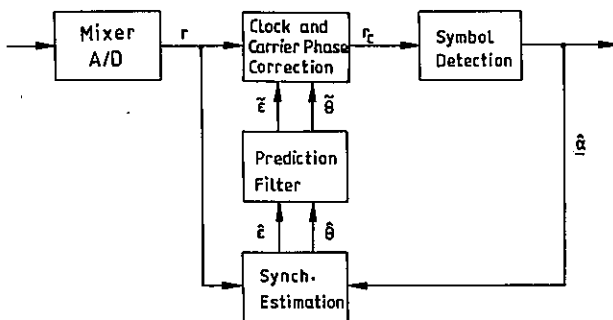 Mixer
A/D
r
Clock and
Carrier Phase
Correction
r_c
Symbol
Detection
ε̃
θ̃
Prediction
Filter
ε̂
θ̂
Synch.
Estimation